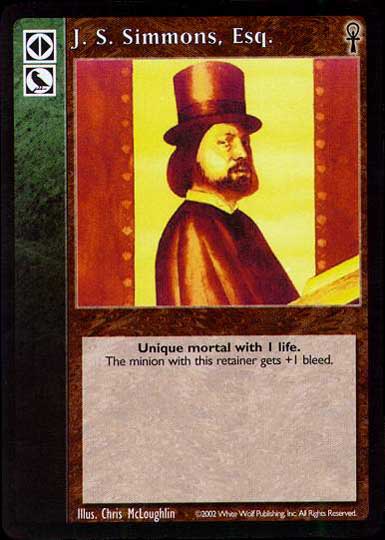 J. S. Simmons, Esq.
Unique mortal with 1 life.
The minion with this retainer gets +1 bleed.
Illus. Chris McLoughlin ©2002 White Wolf Publishing, Inc. All Rights Reserved.